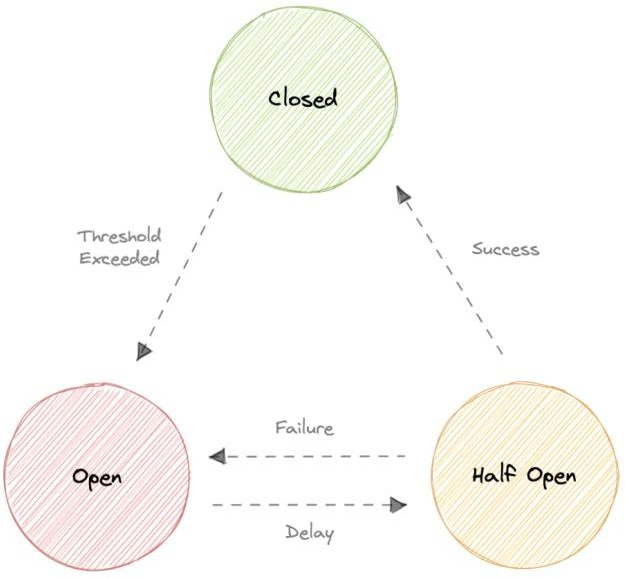 Closed
Threshold
Exceeded
Success
Failure
Open
Half Open
Delay